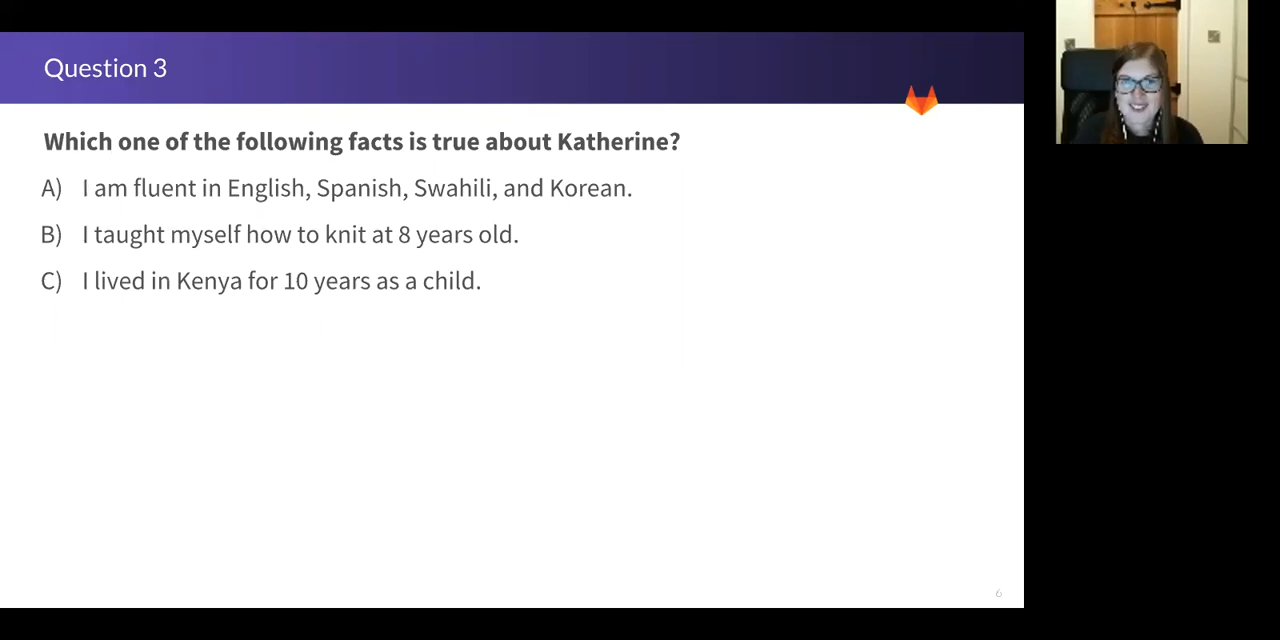 Question 3
Which one of the following facts is true about Katherine?
A) I am fluent in English, Spanish, Swahili, and Korean.
B) I taught myself how to knit at 8 years old.
C) I lived in Kenya for 10 years as a child.
6